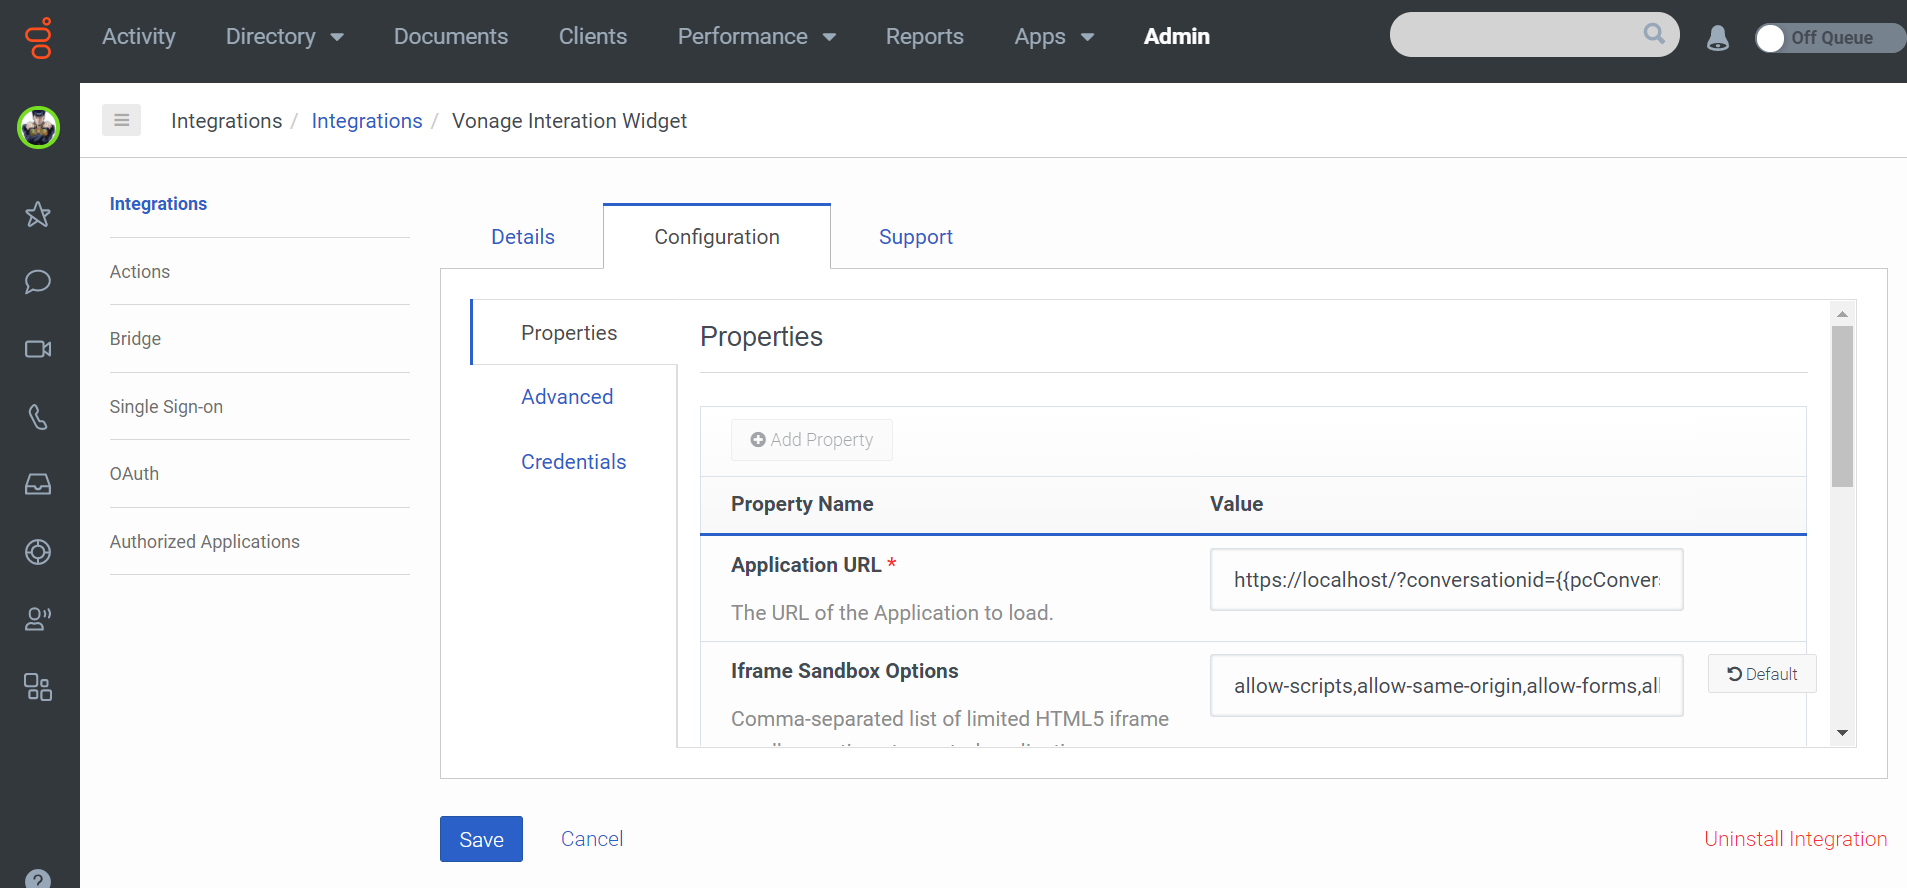 Activity Directory Documents Clients Performance Reports Apps Admin Off Queue
Integrations / Integrations / Vonage Interation Widget
Integrations
Actions
Bridge
Single Sign-on
OAuth
Authorized Applications
Details Configuration Support
Properties
Advanced
Credentials
Properties
Add Property
Property Name Value
Application URL *
The URL of the Application to load.
https://localhost/?conversationid={{pcConver
Iframe Sandbox Options
Comma-separated list of limited HTML5 iframe
allow-scripts,allow-same-origin,allow-forms,al
Default
Save Cancel Uninstall Integration
?